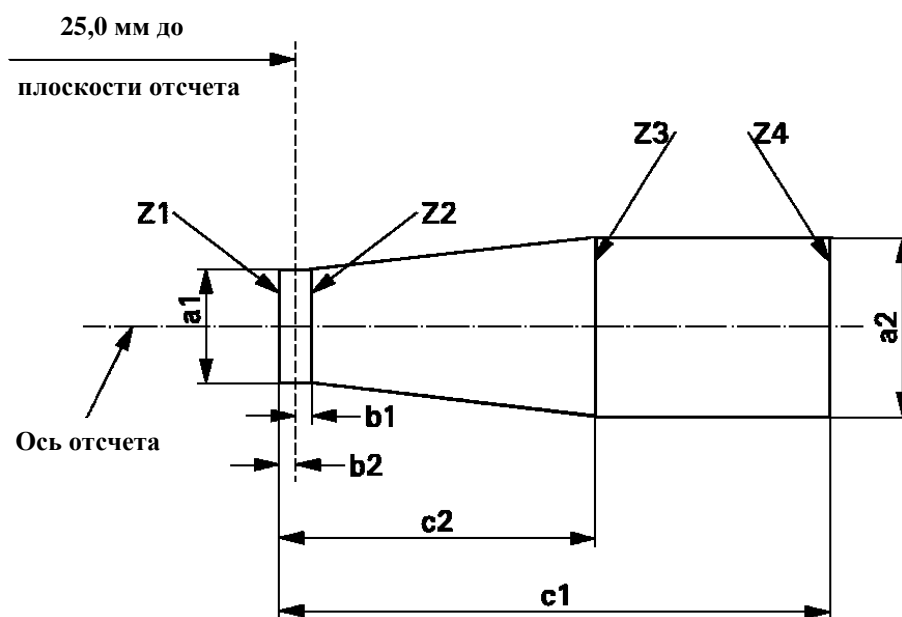 25,0 мм до
плоскости отсчета
Z3
Z4
Z1
Z2
a1
a2
b1
Ось отсчета
b2
c2
c1